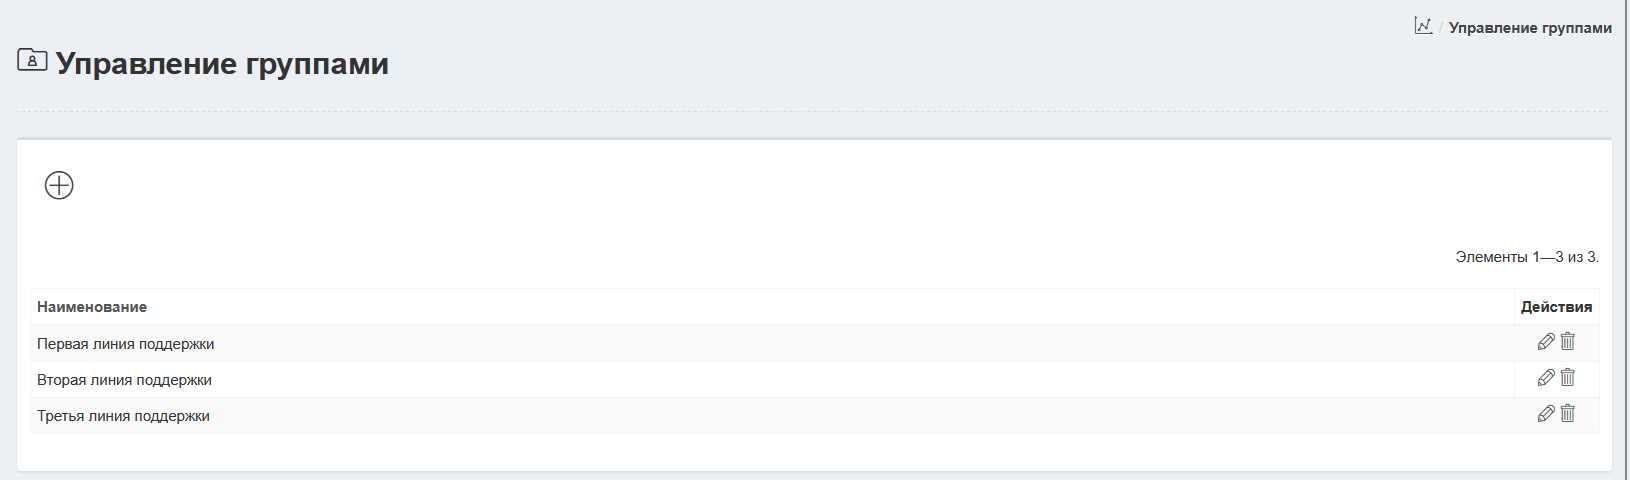 / Управление группами
Управление группами
Элементы 1—3 из 3.
Наименование Действия
Первая линия поддержки
Вторая линия поддержки
Третья линия поддержки